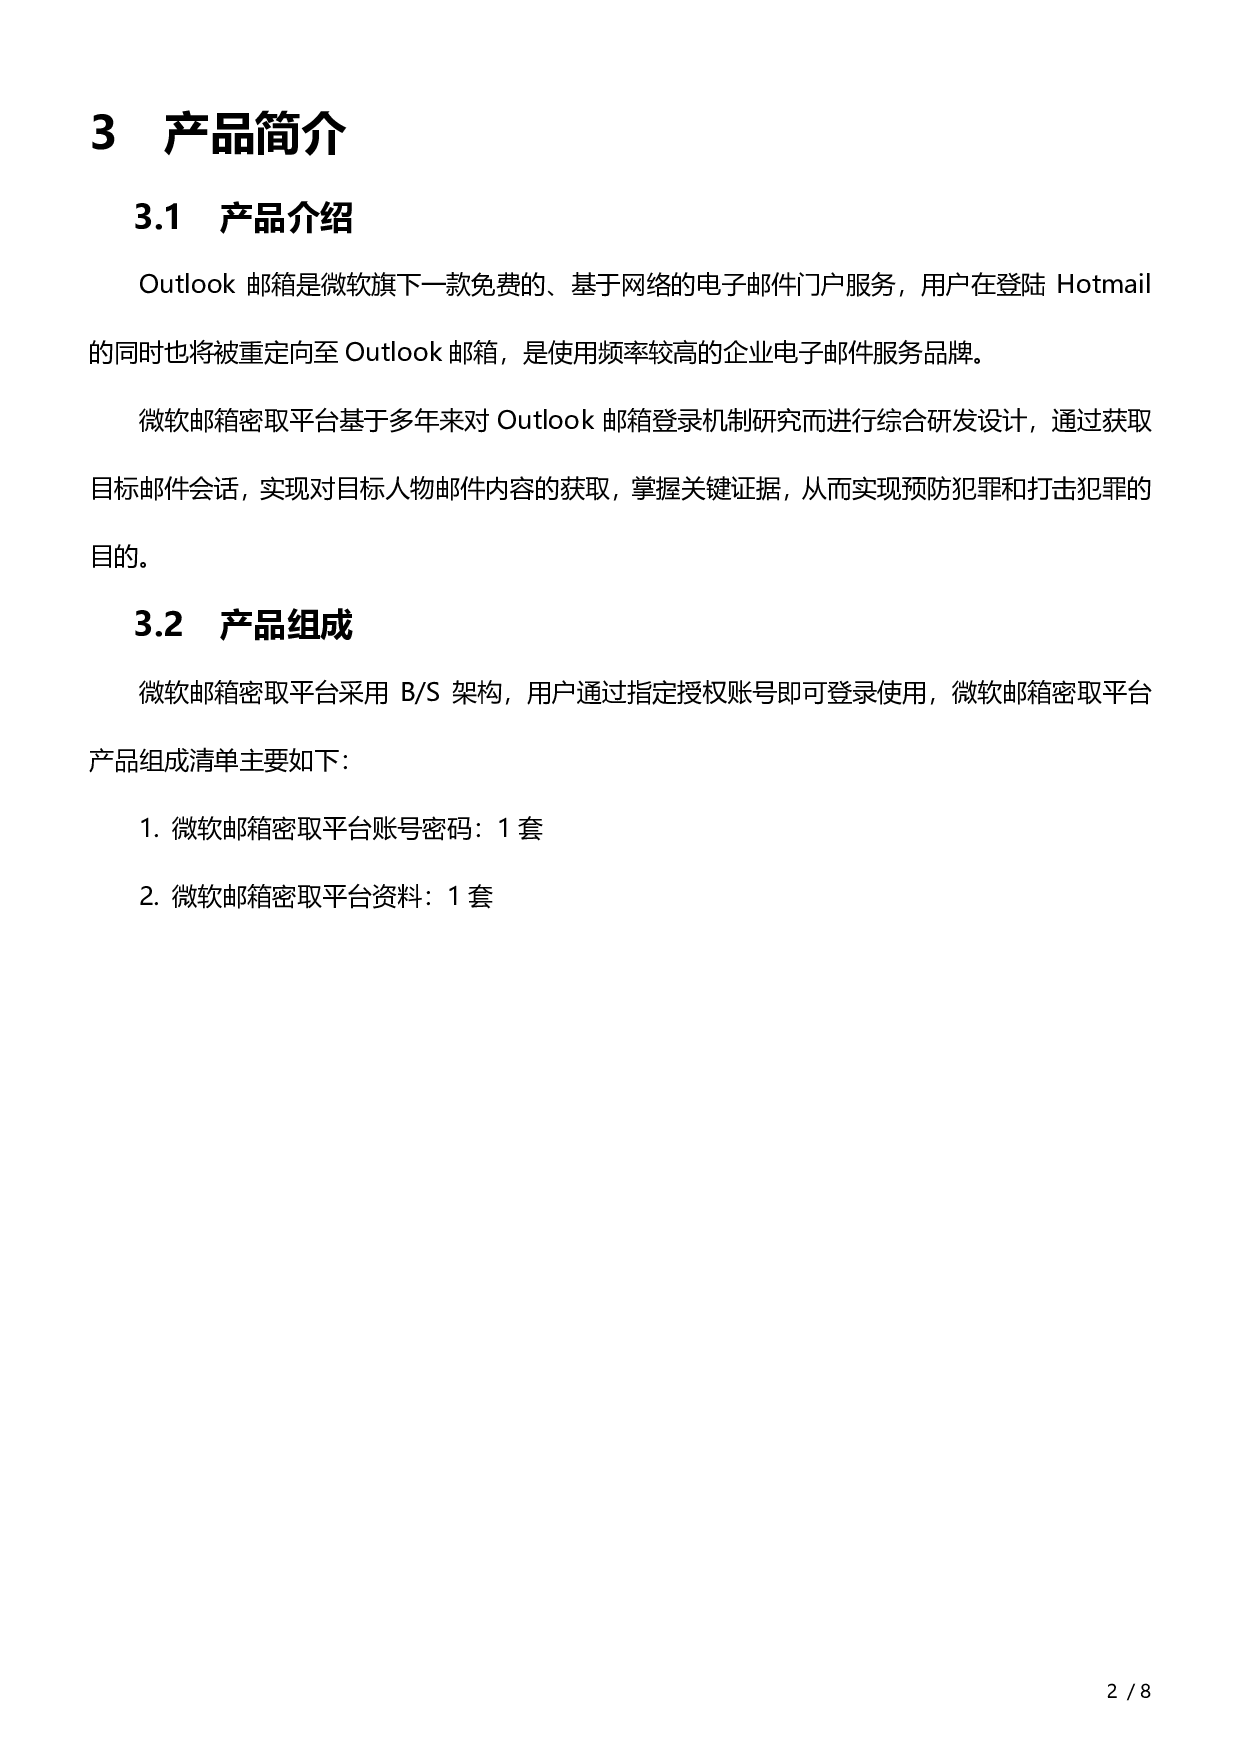 3 产品简介
3.1 产品介绍
Outlook 邮箱是微软旗下一款免费的、基于网络的电子邮件门户服务，用户在登陆 Hotmail
的同时也将被重定向至 Outlook 邮箱，是使用频率较高的企业电子邮件服务品牌。
微软邮箱密取平台基于多年来对 Outlook 邮箱登录机制研究而进行综合研发设计，通过获取
目标邮件会话，实现对目标人物邮件内容的获取，掌握关键证据，从而实现预防犯罪和打击犯罪的
目的。
3.2 产品组成
微软邮箱密取平台采用 B/S 架构，用户通过指定授权账号即可登录使用，微软邮箱密取平台
产品组成清单主要如下：
1. 微软邮箱密取平台账号密码：1 套
2. 微软邮箱密取平台资料：1 套
2 / 8